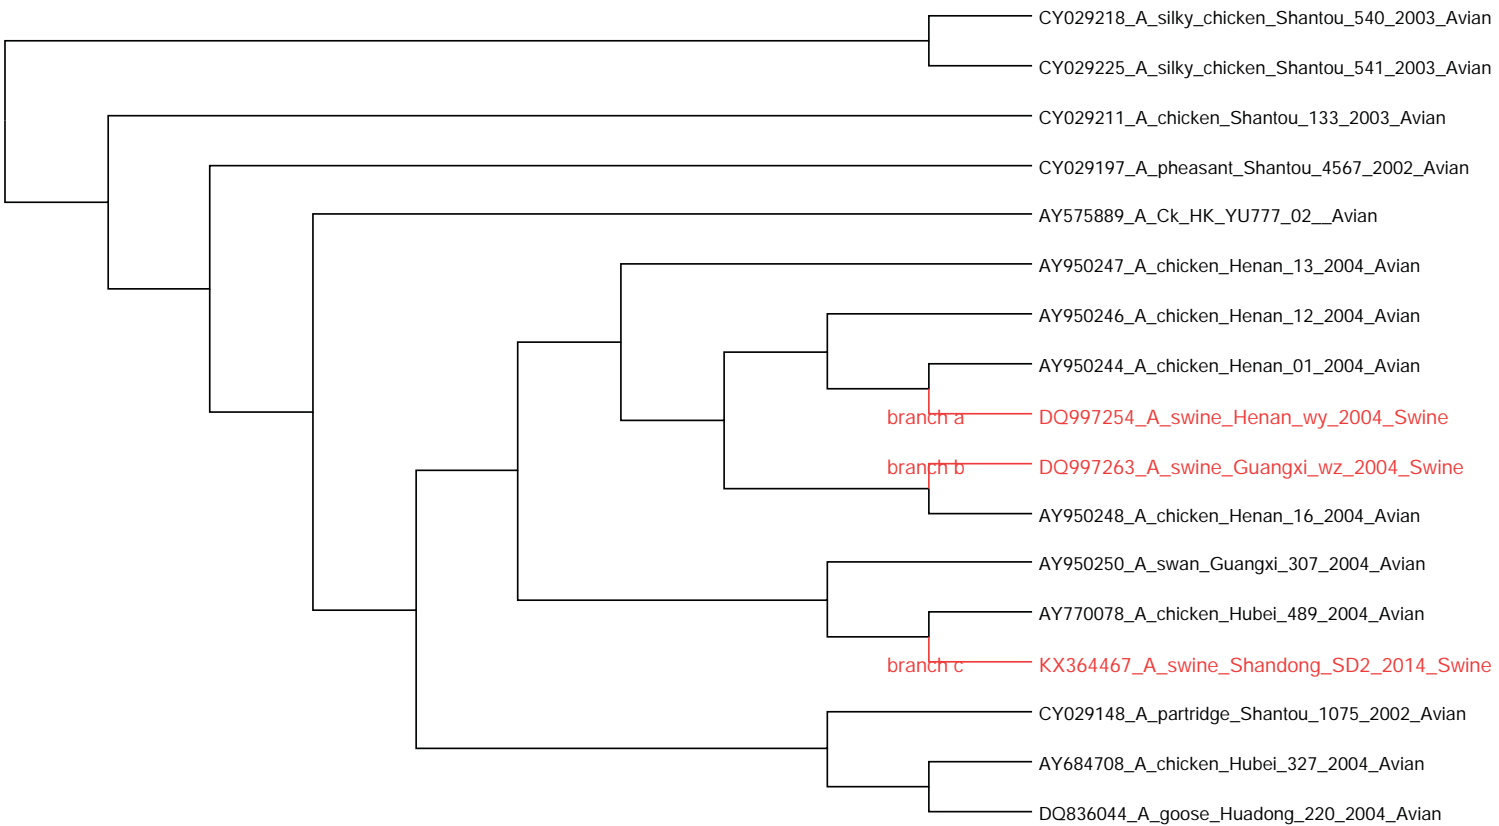 CY029218_A_silky_chicken_Shantou_540_2003_Avian
CY029225_A_silky_chicken_Shantou_541_2003_Avian
CY029211_A_chicken_Shantou_133_2003_Avian
CY029197_A_pheasant_Shantou_4567_2002_Avian
AY575889_A_Ck_HK_YU777_02__Avian
AY950247_A_chicken_Henan_13_2004_Avian
AY950246_A_chicken_Henan_12_2004_Avian
AY950244_A_chicken_Henan_01_2004_Avian
branch a DQ997254_A_swine_Henan_wy_2004_Swine
branch b DQ997263_A_swine_Guangxi_wz_2004_Swine
AY950248_A_chicken_Henan_16_2004_Avian
AY950250_A_swan_Guangxi_307_2004_Avian
AY770078_A_chicken_Hubei_489_2004_Avian
branch c KX364467_A_swine_Shandong_SD2_2014_Swine
CY029148_A_partridge_Shantou_1075_2002_Avian
AY684708_A_chicken_Hubei_327_2004_Avian
DQ836044_A_goose_Huadong_220_2004_Avian